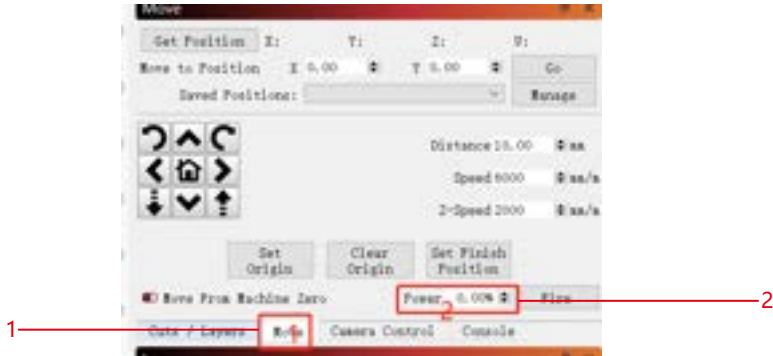 Move
Get Position X: Y: Z: U:
Move to Position X 0.00 Y 0.00 Go
Saved Positions: Manage
Distance 10.00 mm
Speed 6000 mm/m
Z-Speed 2000 mm/m
Set Origin Clear Origin Set Finish Position
Move From Machine Zero Power 0.00% Fire 2
2
1 Cuts / Layers Move Camera Control Console
1